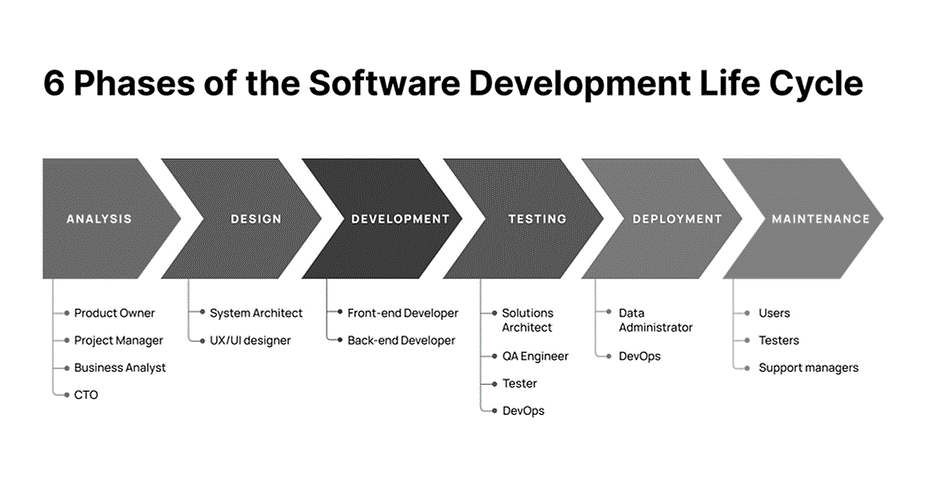 6 Phases of the Software Development Life Cycle
ANALYSIS
DESIGN
DEVELOPMENT
TESTING
DEPLOYMENT
MAINTENANCE
Product Owner
Project Manager
Business Analyst
CTO
System Architect
UX/UI designer
Front-end Developer
Back-end Developer
Solutions
Architect
QA Engineer
Tester
DevOps
Data
Administrator
DevOps
Users
Testers
Support managers